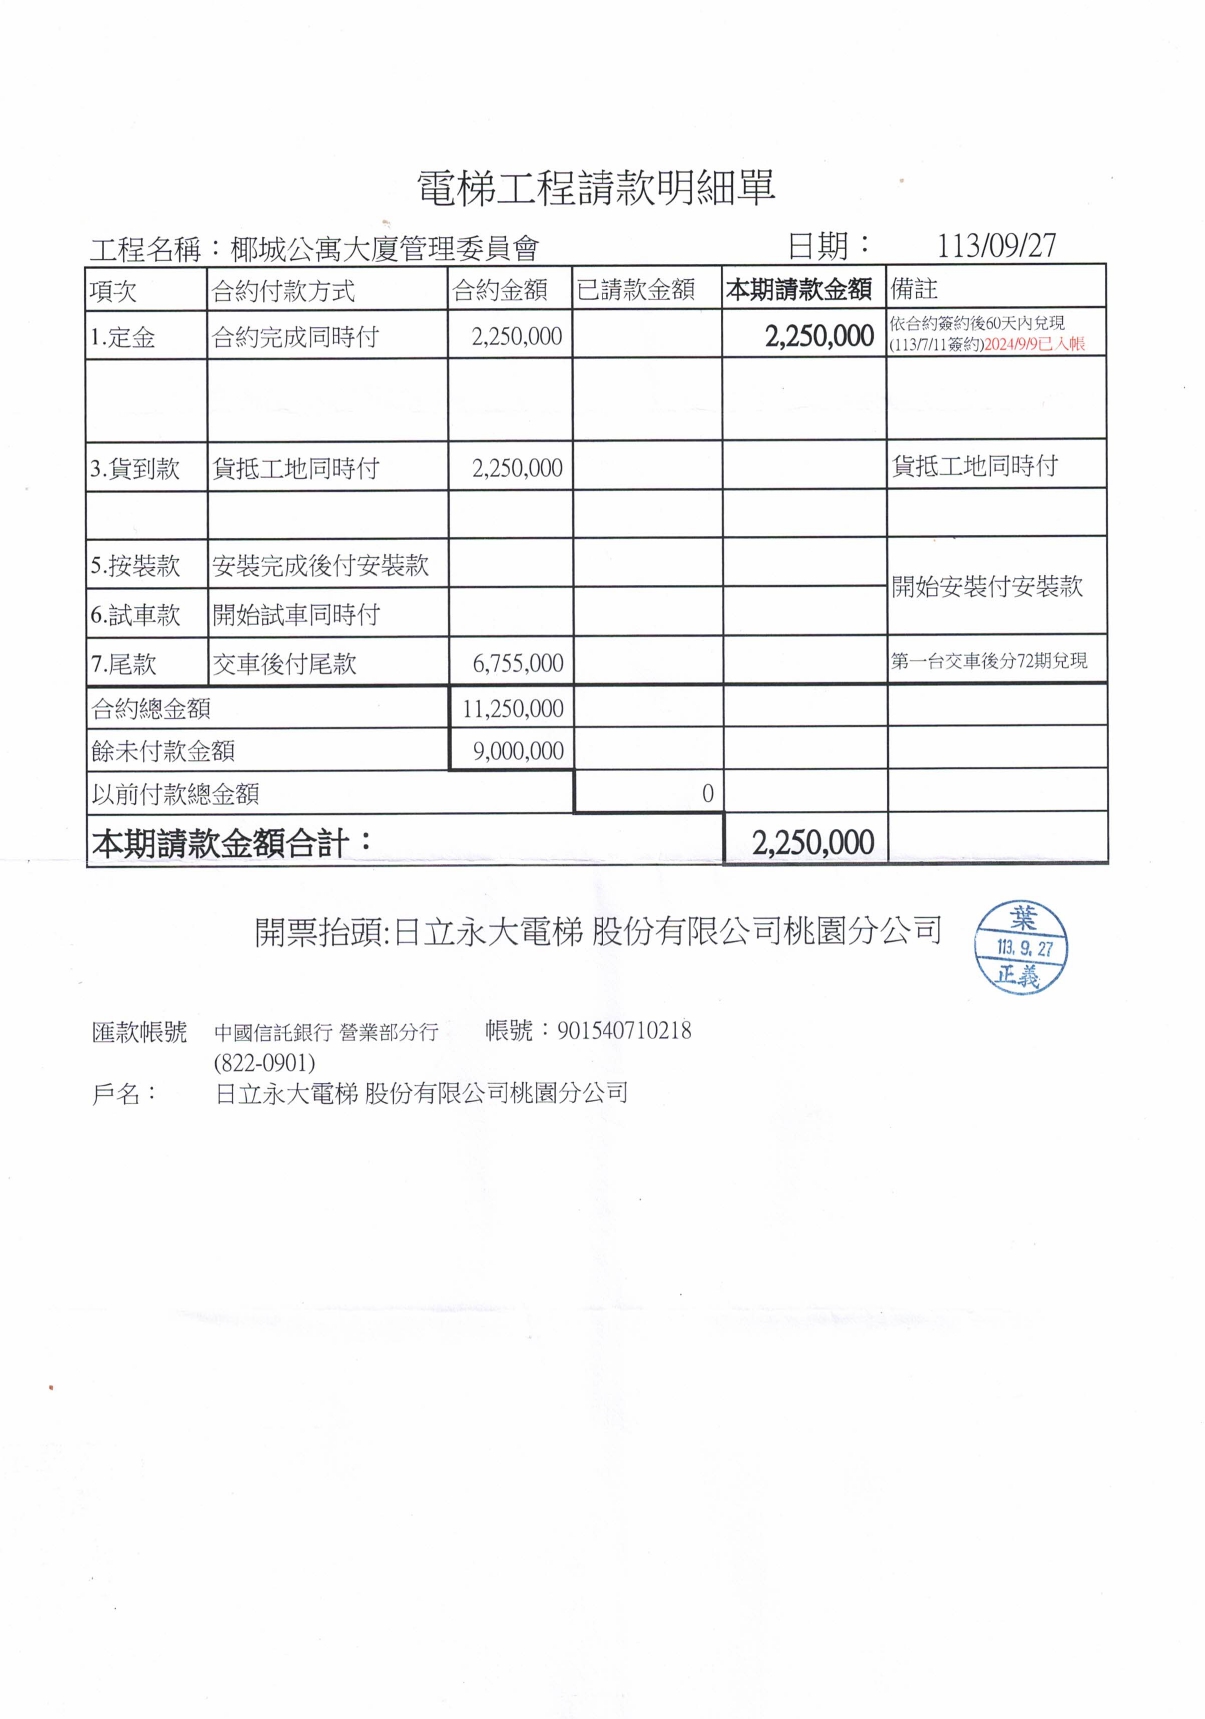 電梯工程請款明細單
工程名稱：椰城公寓大廈管理委員會 日期： 113/09/27
項次 合約付款方式 合約金額 已請款金額 本期請款金額 備註
1.定金 合約完成同時付 2,250,000 2,250,000 依合約簽約後60天內兌現
(113/7/11簽約)2024/9/9已入帳
3.貨到款 貨抵工地同時付 2,250,000 貨抵工地同時付
5.按裝款 安裝完成後付安裝款
開始安裝付安裝款
6.試車款 開始試車同時付
7.尾款 交車後付尾款 6,755,000 第一台交車後分72期兌現
合約總金額 11,250,000
餘未付款金額 9,000,000
以前付款總金額 0
本期請款金額合計： 2,250,000
開票抬頭:日立永大電梯 股份有限公司桃園分公司
葉
113. 9. 27
正義
匯款帳號 中國信託銀行 營業部分行 帳號：901540710218
(822-0901)
戶名： 日立永大電梯 股份有限公司桃園分公司